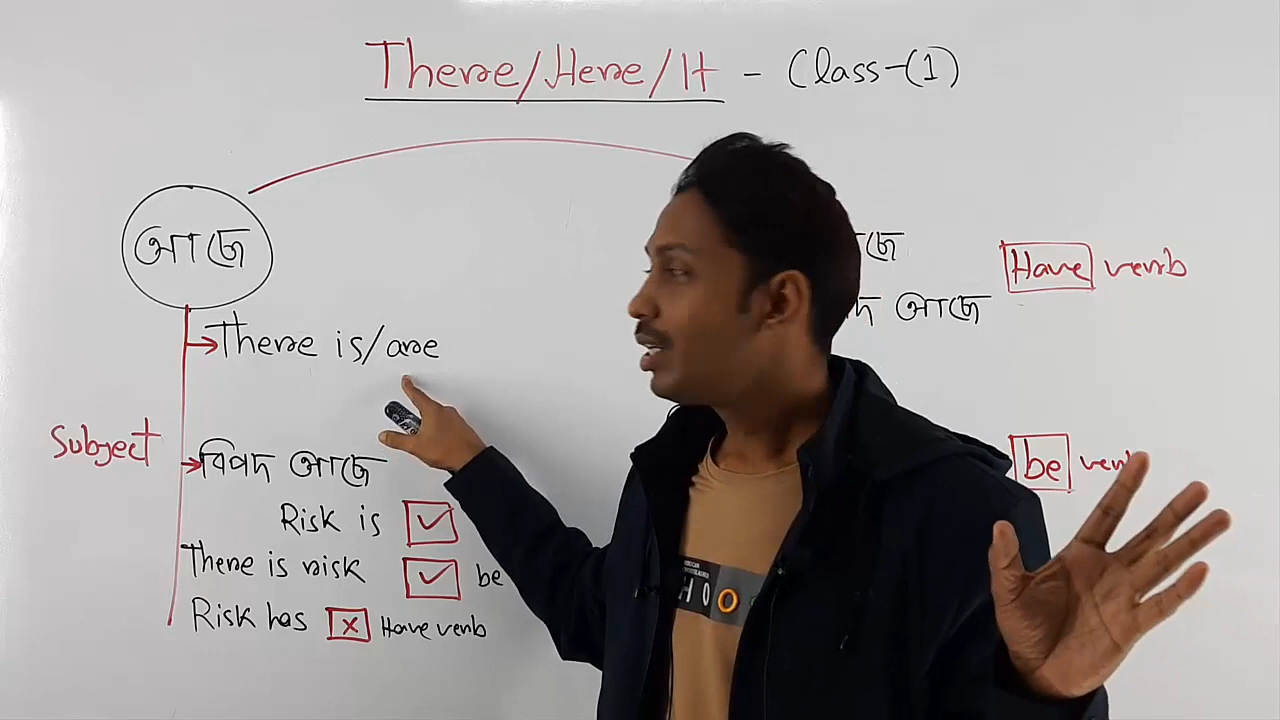 There/Here/It - Class-(1)
আছে
There is/are
Subject
বিপদ আছে
Risk is
There is risk be
Risk has Have verb
Have verb
আছে
be